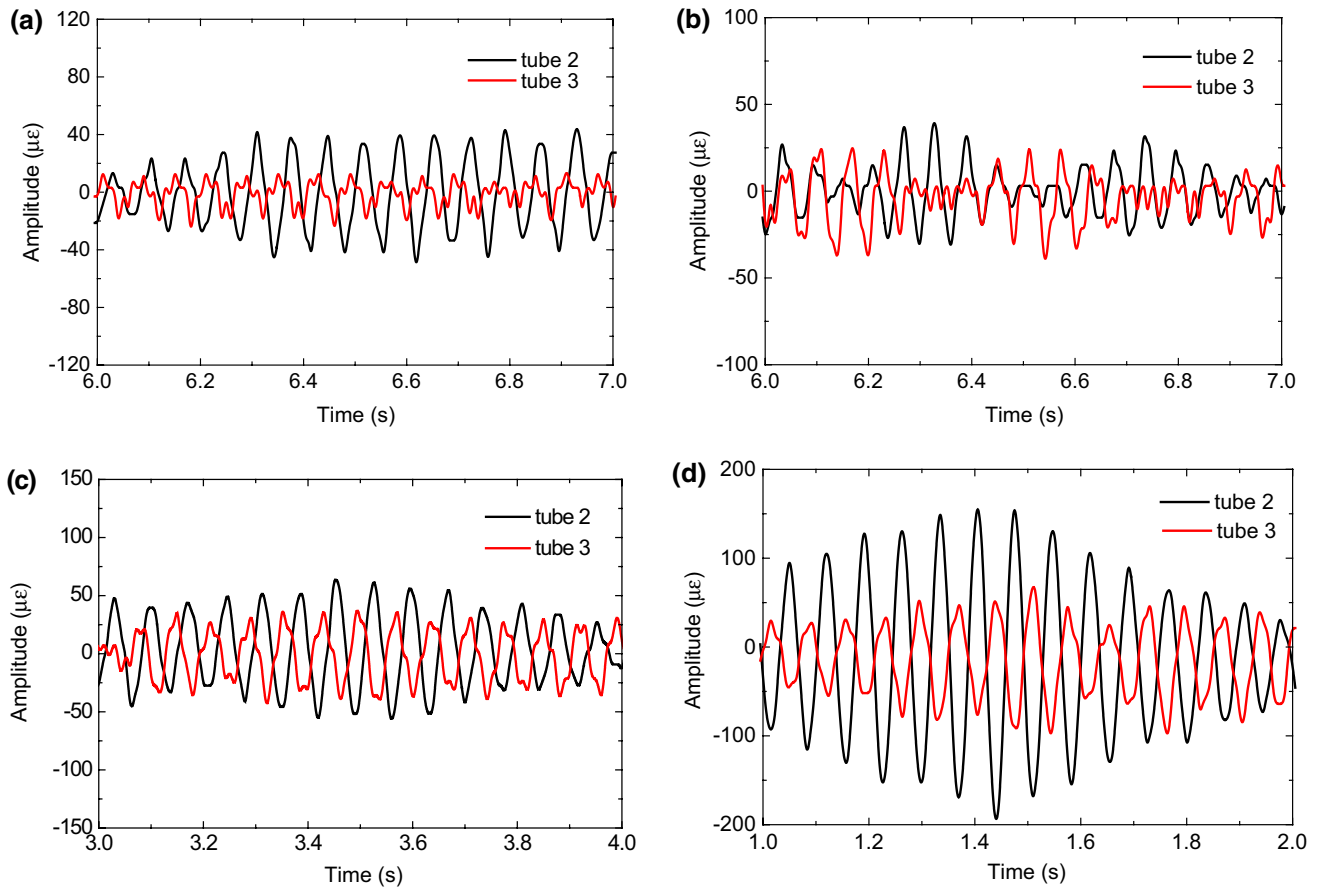 (a)
120
80
40
0
-40
-80
-120
Amplitude (με)
tube 2
tube 3
6.0 6.2 6.4 6.6 6.8 7.0
Time (s)
(b)
100
50
0
-50
-100
Amplitude (με)
tube 2
tube 3
6.0 6.2 6.4 6.6 6.8 7.0
Time (s)
(c)
150
100
50
0
-50
-100
-150
Amplitude (με)
tube 2
tube 3
3.0 3.2 3.4 3.6 3.8 4.0
Time (s)
(d)
200
100
0
-100
-200
Amplitude (με)
tube 2
tube 3
1.0 1.2 1.4 1.6 1.8 2.0
Time (s)